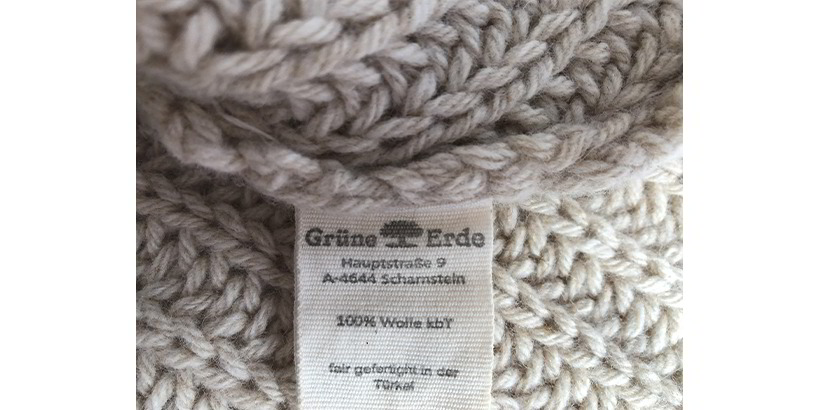 Grüne Erde
Hauptstraße 9
A-4644 Scharnstein
100% Wolle kbT
fair gefertigt in der
Türkei